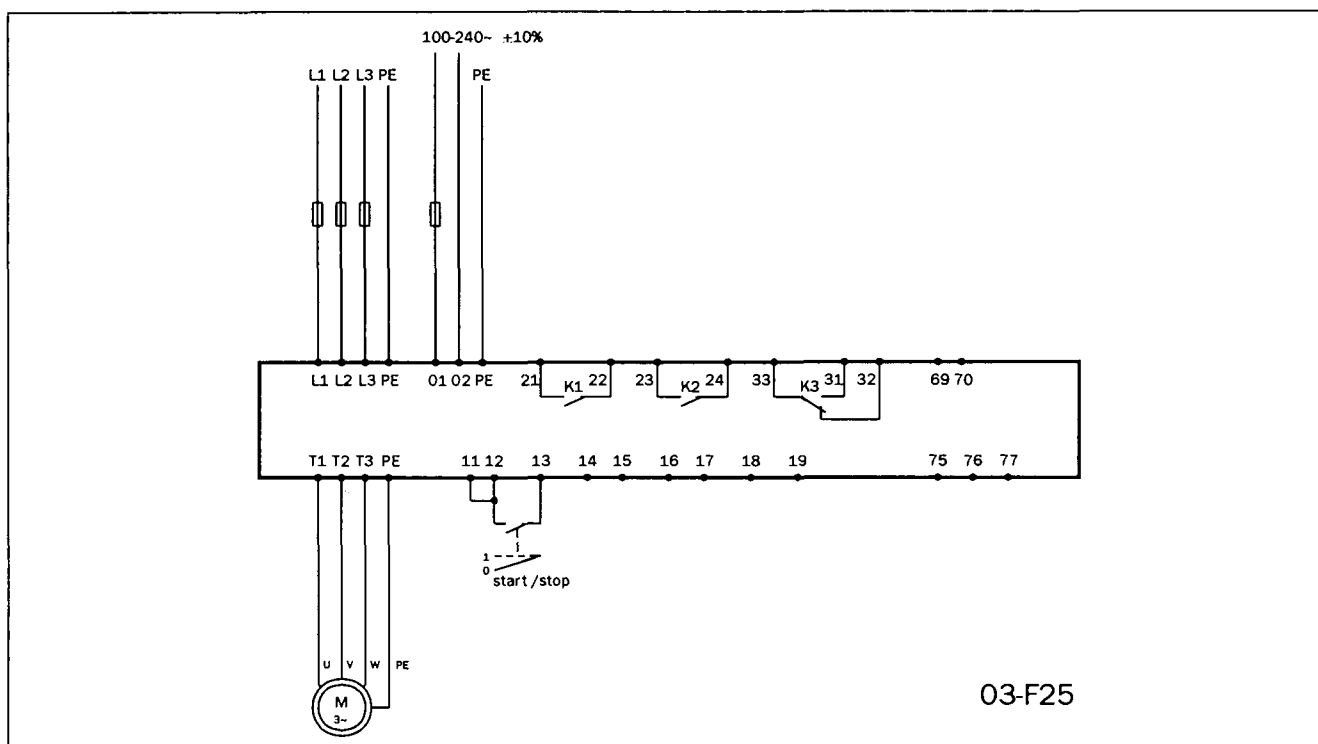 100-240~ ±10%
L1 L2 L3 PE PE
L1 L2 L3 PE 01 02 PE 21 K1 22 23 K2 24 33 K3 31 32 69 70
T1 T2 T3 PE 11 12 13 14 15 16 17 18 19 75 76 77
1
0
start/stop
U V W PE
M
3~
03-F25